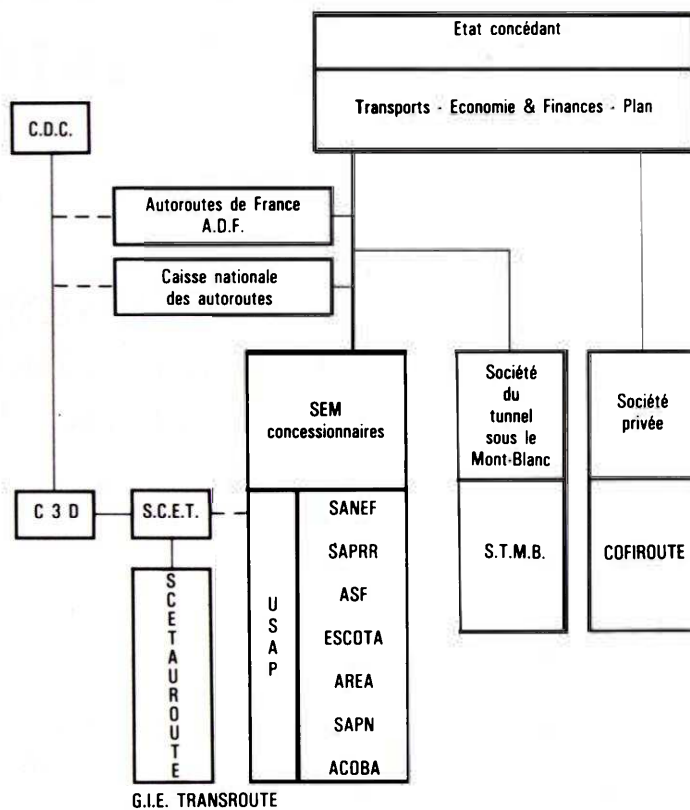 Etat concédant
Transports - Economie & Finances - Plan
C.D.C.
Autoroutes de France
A.D.F.
Caisse nationale
des autoroutes
SEM
concessionnaires
Société
du
tunnel
sous le
Mont-Blanc
Société
privée
C 3 D
S.C.E.T.
SCETAUROUTE
USAP
SANEF
SAPRR
ASF
ESCOTA
AREA
SAPN
ACOBA
S.T.M.B.
COFIROUTE
G.I.E. TRANSROUTE